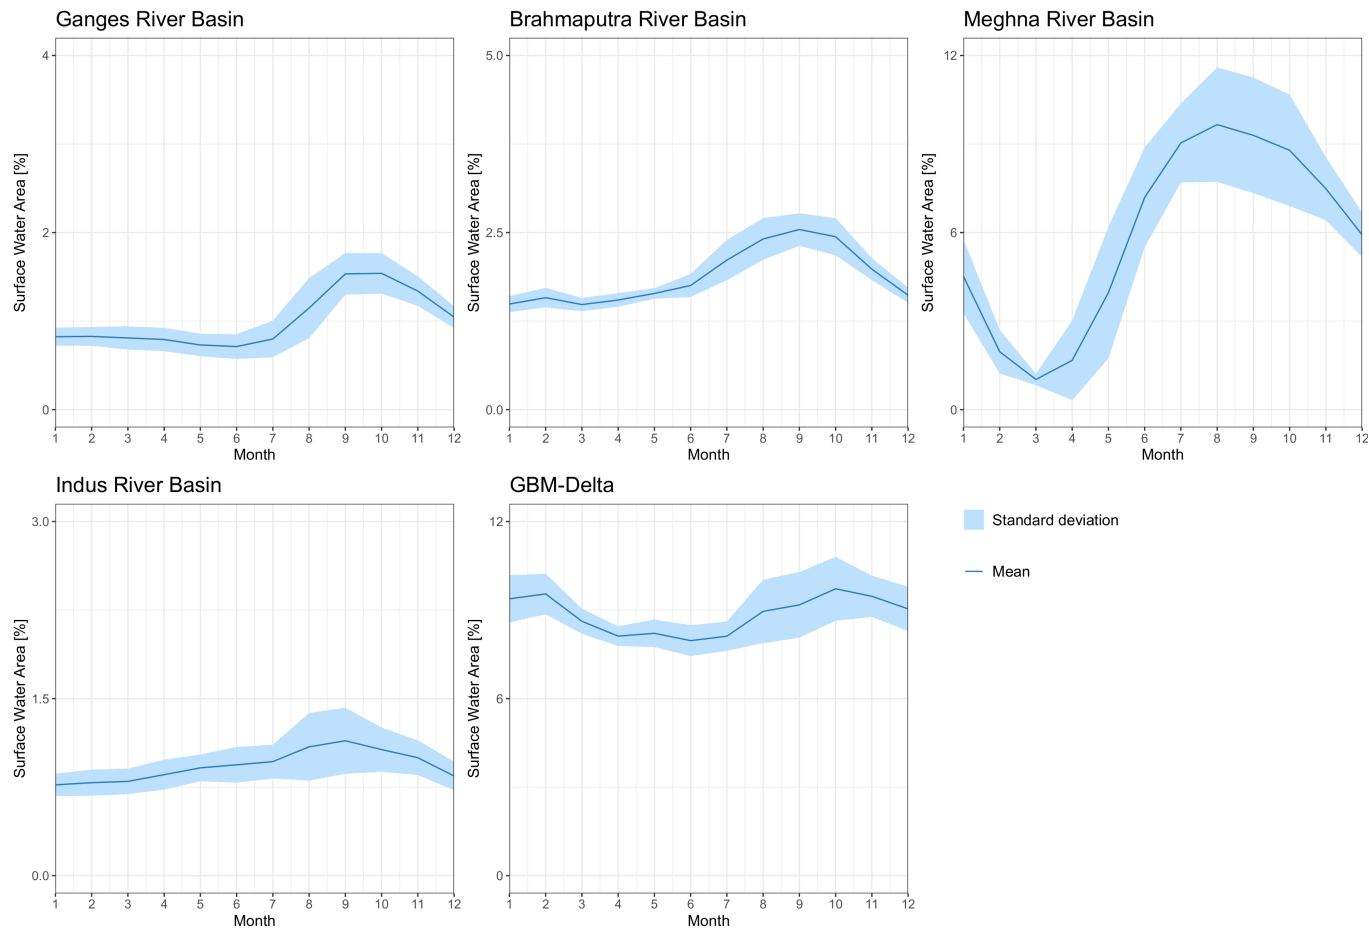 Ganges River Basin
Surface Water Area [%]
4
2
0
1 2 3 4 5 6 7 8 9 10 11 12
Month
Brahmaputra River Basin
Surface Water Area [%]
5.0
2.5
0.0
1 2 3 4 5 6 7 8 9 10 11 12
Month
Meghna River Basin
Surface Water Area [%]
12
6
0
1 2 3 4 5 6 7 8 9 10 11 12
Month
Indus River Basin
Surface Water Area [%]
3.0
1.5
0.0
1 2 3 4 5 6 7 8 9 10 11 12
Month
GBM-Delta
Surface Water Area [%]
12
6
0
1 2 3 4 5 6 7 8 9 10 11 12
Month
Standard deviation
Mean